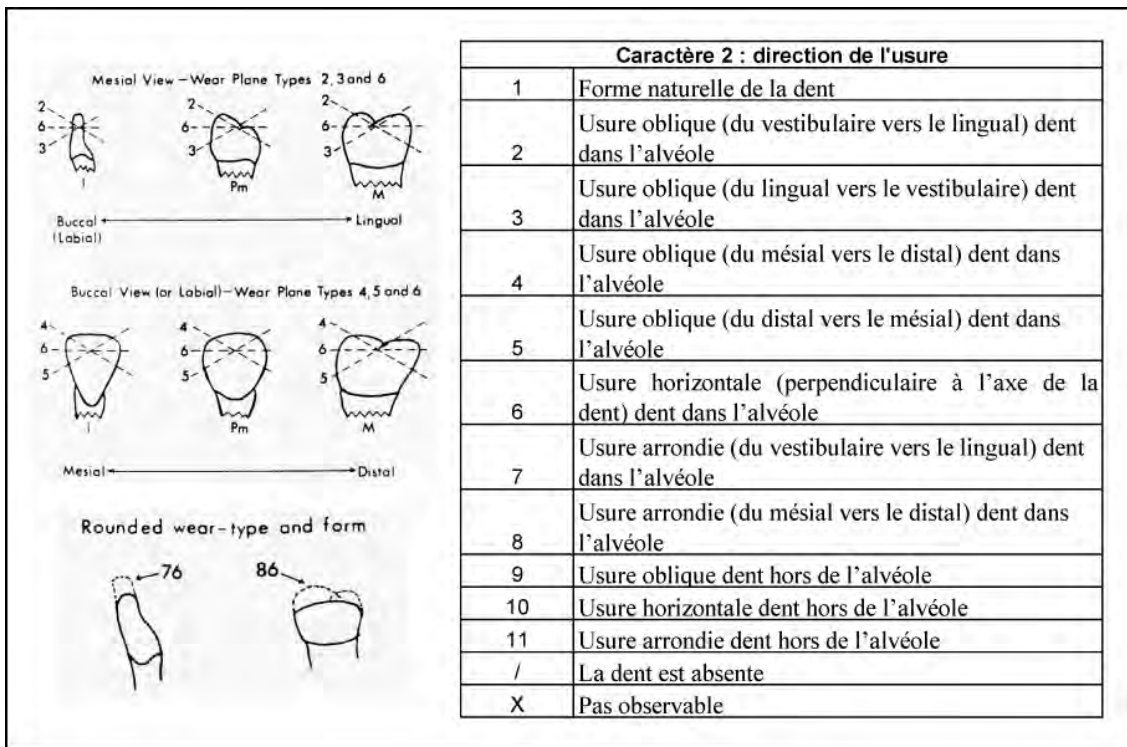 Mesial View – Wear Plane Types 2, 3 and 6
2 2 2
6 6 6
3 3 3
I Pm M
Buccal Lingual
(Labial)
Buccal View (or Labial) – Wear Plane Types 4, 5 and 6
4 4 4
6 6 6
5 5 5
I Pm M
Mesial Distal
Rounded wear-type and form
76 86
Caractère 2 : direction de l'usure
1 Forme naturelle de la dent
Usure oblique (du vestibulaire vers le lingual) dent
2 dans l’alvéole
Usure oblique (du lingual vers le vestibulaire) dent
3 dans l’alvéole
Usure oblique (du mésial vers le distal) dent dans
4 l’alvéole
Usure oblique (du distal vers le mésial) dent dans
5 l’alvéole
Usure horizontale (perpendiculaire à l’axe de la
6 dent) dent dans l’alvéole
Usure arrondie (du vestibulaire vers le lingual) dent
7 dans l’alvéole
Usure arrondie (du mésial vers le distal) dent dans
8 l’alvéole
9 Usure oblique dent hors de l’alvéole
10 Usure horizontale dent hors de l’alvéole
11 Usure arrondie dent hors de l’alvéole
/ La dent est absente
X Pas observable